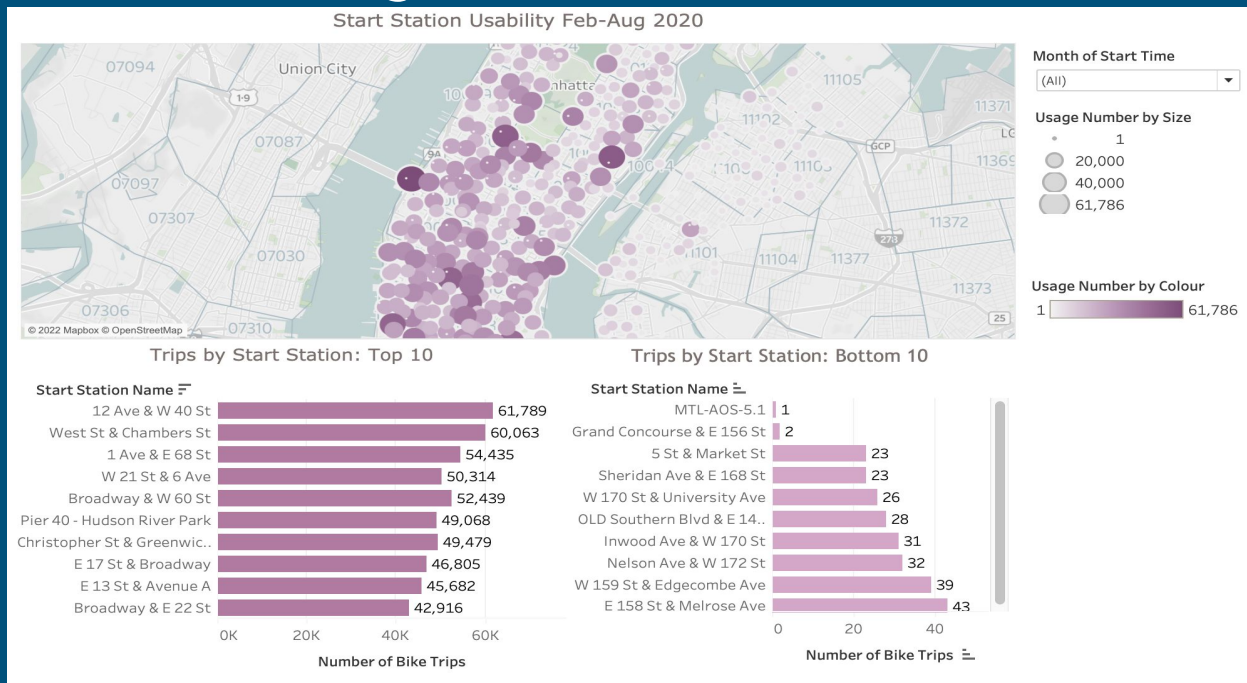 Start Station Usability Feb-Aug 2020
07094
Union City
1-9
07087
9A
07097
07307
07030
07306
07310
© 2022 Mapbox © OpenStreetMap
11105
11102
11371
GCP
11101
11104
11377
11372
278
11373
25
Month of Start Time
(All)
Usage Number by Size
1
20,000
40,000
61,786
Usage Number by Colour
1 61,786
Trips by Start Station: Top 10
Start Station Name
12 Ave & W 40 St 61,789
West St & Chambers St 60,063
1 Ave & E 68 St 54,435
W 21 St & 6 Ave 50,314
Broadway & W 60 St 52,439
Pier 40 - Hudson River Park 49,068
Christopher St & Greenwic.. 49,479
E 17 St & Broadway 46,805
E 13 St & Avenue A 45,682
Broadway & E 22 St 42,916
0K 20K 40K 60K
Number of Bike Trips
Trips by Start Station: Bottom 10
Start Station Name
MTL-AOS-5.1 1
Grand Concourse & E 156 St 2
5 St & Market St 23
Sheridan Ave & E 168 St 23
W 170 St & University Ave 26
OLD Southern Blvd & E 14.. 28
Inwood Ave & W 170 St 31
Nelson Ave & W 172 St 32
W 159 St & Edgecombe Ave 39
E 158 St & Melrose Ave 43
0 20 40
Number of Bike Trips